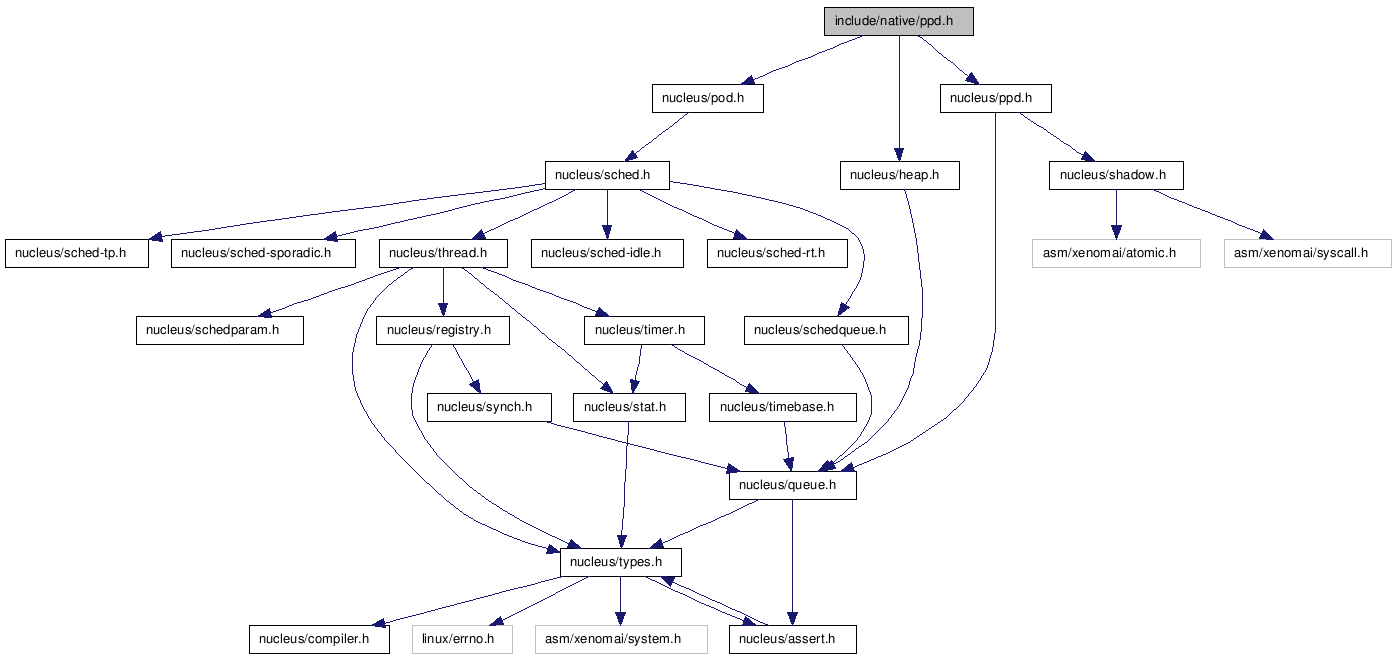 include/native/ppd.h
nucleus/pod.h
nucleus/ppd.h
nucleus/sched.h
nucleus/heap.h
nucleus/shadow.h
nucleus/sched-tp.h
nucleus/sched-sporadic.h
nucleus/thread.h
nucleus/sched-idle.h
nucleus/sched-rt.h
asm/xenomai/atomic.h
asm/xenomai/syscall.h
nucleus/schedparam.h
nucleus/registry.h
nucleus/timer.h
nucleus/schedqueue.h
nucleus/synch.h
nucleus/stat.h
nucleus/timebase.h
nucleus/queue.h
nucleus/types.h
nucleus/compiler.h
linux/errno.h
asm/xenomai/system.h
nucleus/assert.h